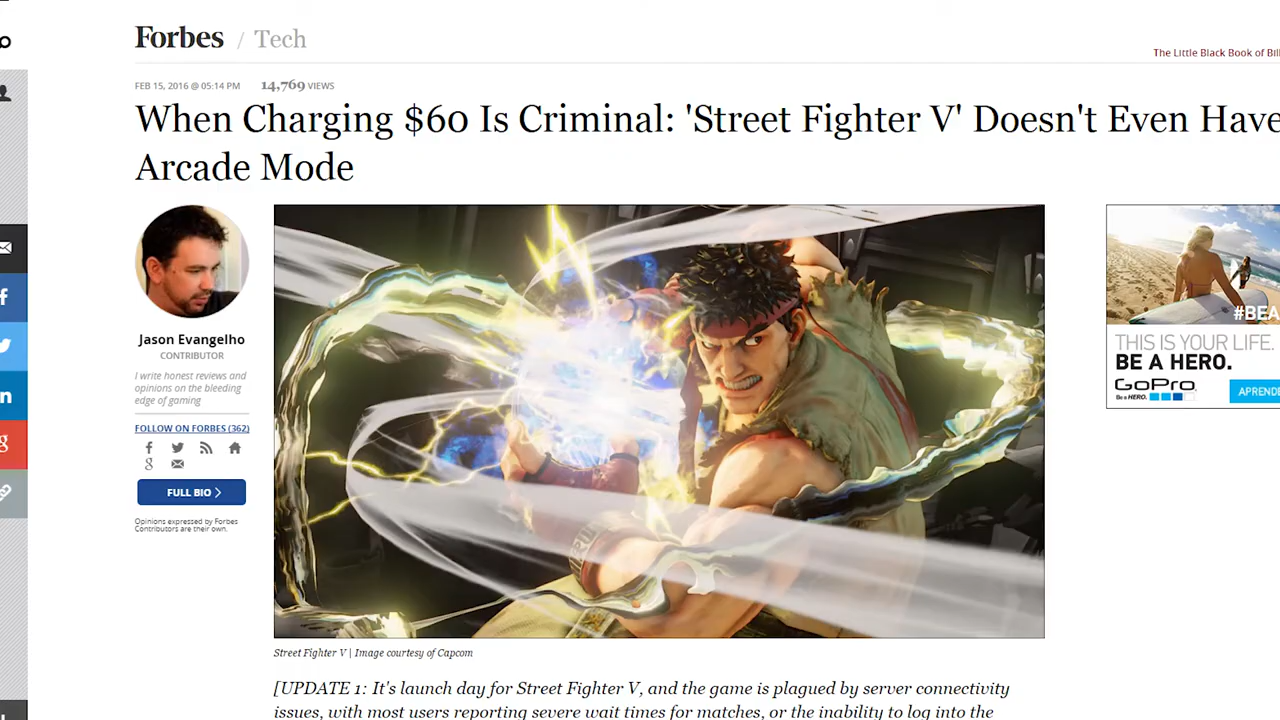 Forbes / Tech
The Little Black Book of Bil
FEB 15, 2016 @ 05:14 PM 14,769 VIEWS
When Charging $60 Is Criminal: 'Street Fighter V' Doesn't Even Have
Arcade Mode
Jason Evangelho
CONTRIBUTOR
I write honest reviews and
opinions on the bleeding
edge of gaming
FOLLOW ON FORBES (362)
FULL BIO
Opinions expressed by Forbes
Contributors are their own.
#BEA
THIS IS YOUR LIFE.
BE A HERO.
GoPro
Be a HERO.
APRENDE
Street Fighter V | Image courtesy of Capcom
[UPDATE 1: It's launch day for Street Fighter V, and the game is plagued by server connectivity
issues, with most users reporting severe wait times for matches, or the inability to log into the